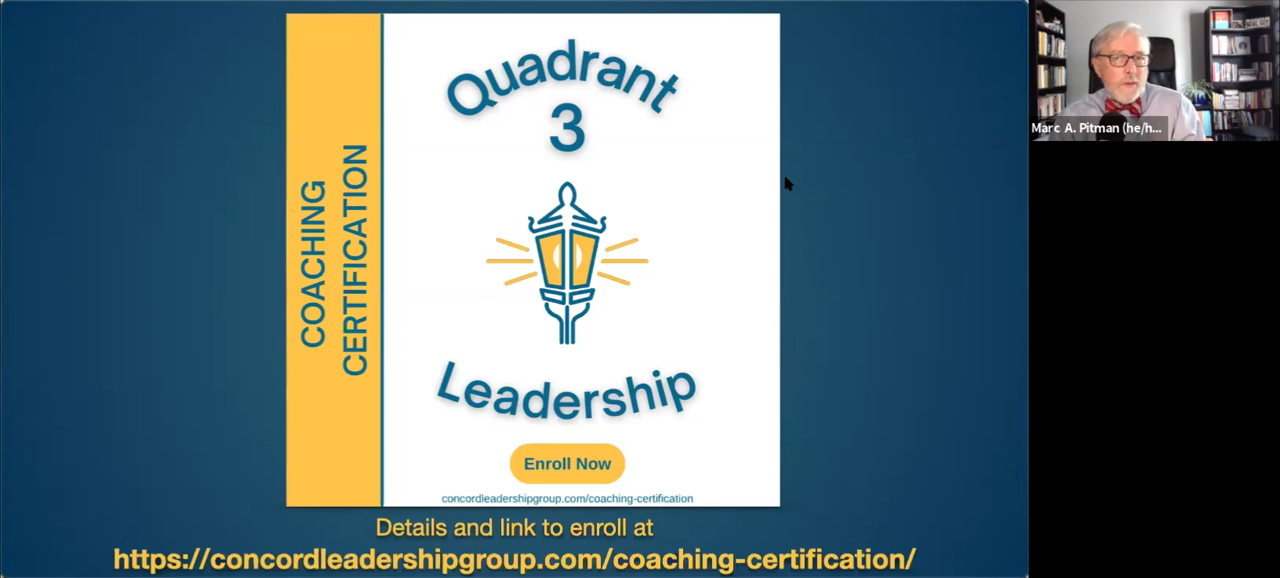 COACHING
CERTIFICATION
Quadrant
3
Leadership
Enroll Now
concordleadershipgroup.com/coaching-certification
Details and link to enroll at
https://concordleadershipgroup.com/coaching-certification/
Marc A. Pitman (he/h...